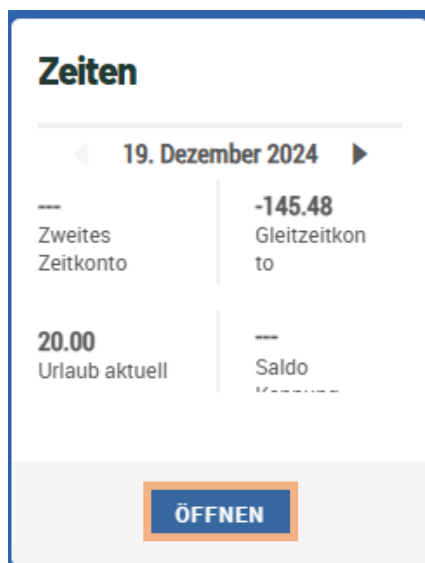 Zeiten
19. Dezember 2024
---
Zweites
Zeitkonto
-145.48
Gleitzeitkon
to
20.00
Urlaub aktuell
---
Saldo
ÖFFNEN